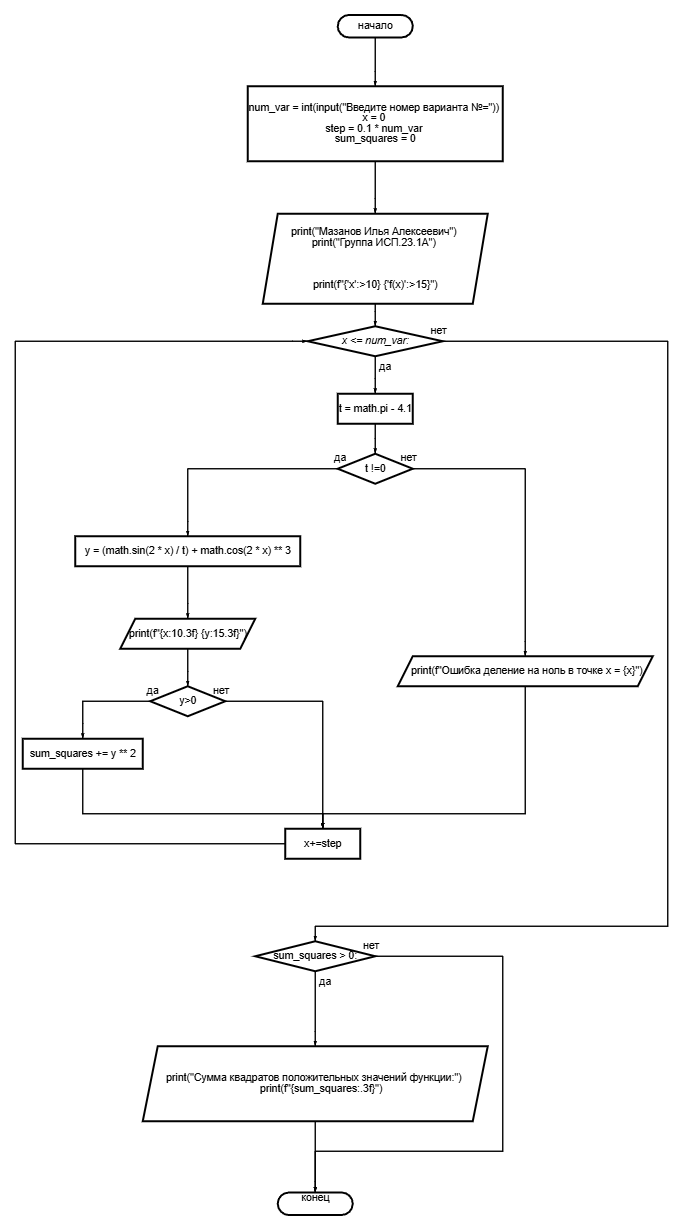 начало
num_var = int(input("Введите номер варианта №="))
x = 0
step = 0.1 * num_var
sum_squares = 0
print("Мазанов Илья Алексеевич")
print("Группа ИСП.23.1А")
print(f"{'x':>10} {'f(x)':>15}")
нет
x <= num_var:
да
t = math.pi - 4.1
да
нет
t !=0
y = (math.sin(2 * x) / t) + math.cos(2 * x) ** 3
print(f"{x:10.3f} {y:15.3f}")
print(f"Ошибка деление на ноль в точке x = {x}")
да
нет
y>0
sum_squares += y ** 2
x+=step
нет
sum_squares > 0:
да
print("Сумма квадратов положительных значений функции:")
print(f"{sum_squares:.3f}")
конец